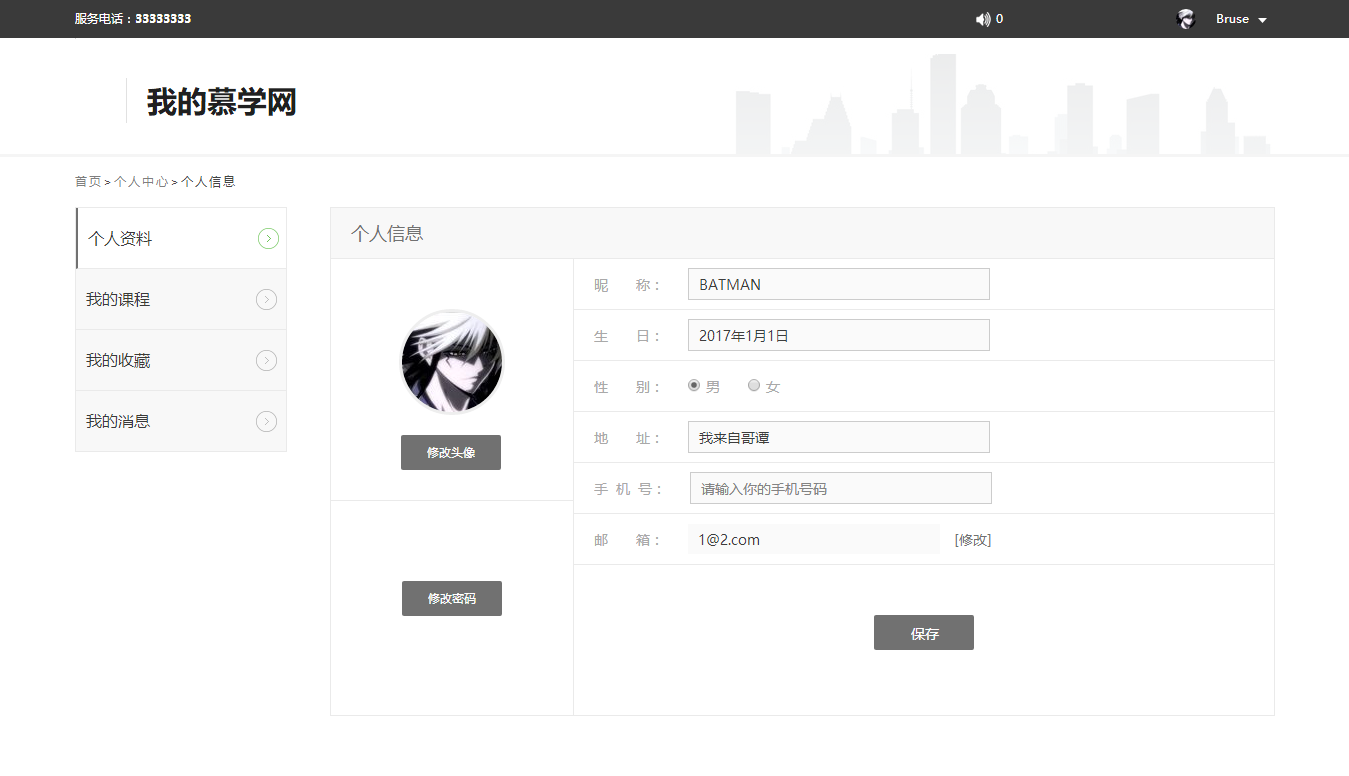 服务电话：33333333
0
Bruse
我的慕学网
首页 > 个人中心 > 个人信息
个人资料
我的课程
我的收藏
我的消息
个人信息
修改头像
修改密码
昵 称： BATMAN
生 日： 2017年1月1日
性 别： 男 女
地 址： 我来自哥谭
手 机 号： 请输入你的手机号码
邮 箱： 1@2.com [修改]
保存